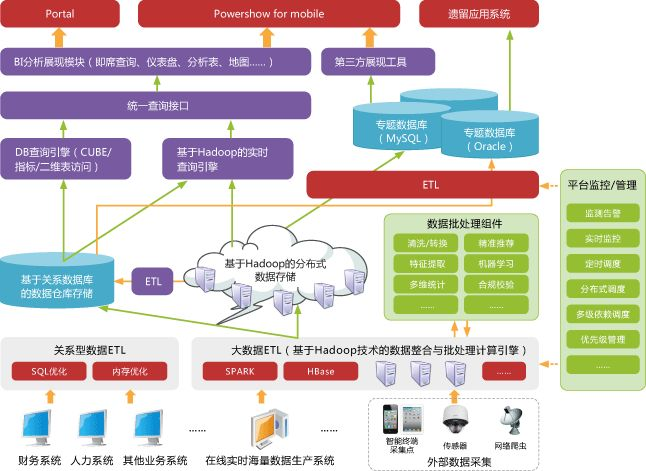 Portal
Powershow for mobile
遗留应用系统
BI分析展现模块（即席查询、仪表盘、分析表、地图……）
第三方展现工具
统一查询接口
DB查询引擎（CUBE/
指标/二维表访问）
基于Hadoop的实时
查询引擎
专题数据库
（MySQL）
专题数据库
（Oracle）
ETL
平台监控/管理
监测告警
实时监控
定时调度
分布式调度
多级依赖调度
优先级管理
……
数据批处理组件
清洗/转换
精准推荐
特征提取
机器学习
多维统计
合规校验
……
……
基于关系数据库
的数据仓库存储
ETL
基于Hadoop的分布式
数据存储
关系型数据ETL
SQL优化
内存优化
大数据ETL（基于Hadoop技术的数据整合与批处理计算引擎）
SPARK
HBase
……
财务系统
人力系统
其他业务系统
……
在线实时海量数据生产系统
……
智能终端
采集点
传感器
网络爬虫
外部数据采集